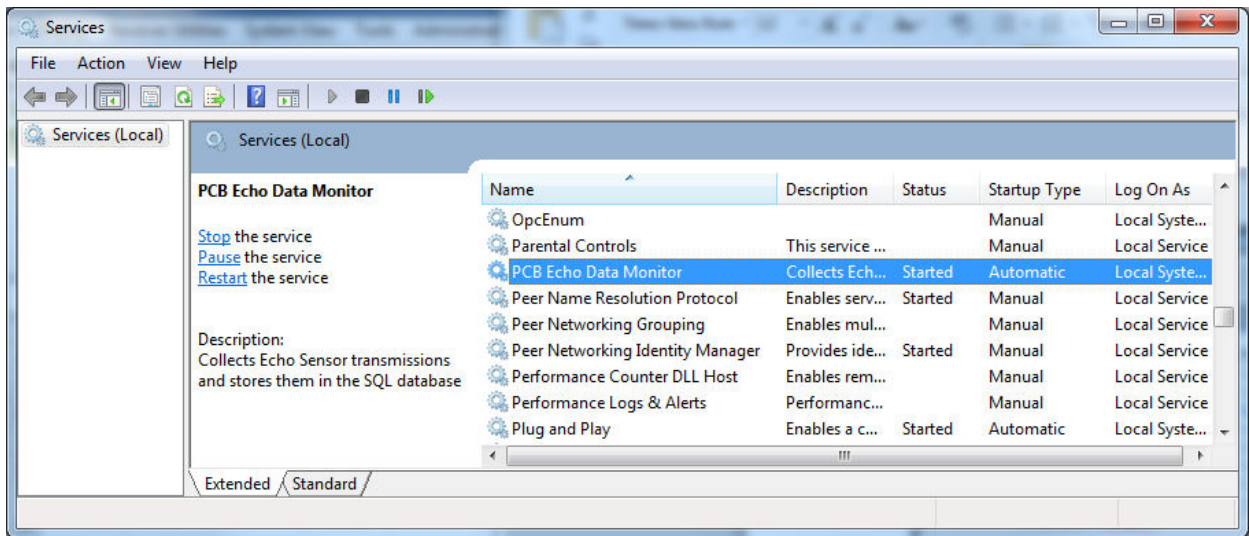 Services
File Action View Help
Services (Local)
Services (Local)
PCB Echo Data Monitor
Stop the service
Pause the service
Restart the service
Description:
Collects Echo Sensor transmissions
and stores them in the SQL database
Name Description Status Startup Type Log On As
OpcEnum Manual Local Syste...
Parental Controls This service ... Manual Local Service
PCB Echo Data Monitor Collects Ech... Started Automatic Local Syste...
Peer Name Resolution Protocol Enables serv... Started Manual Local Service
Peer Networking Grouping Enables mul... Manual Local Service
Peer Networking Identity Manager Provides ide... Started Manual Local Service
Performance Counter DLL Host Enables rem... Manual Local Service
Performance Logs & Alerts Performanc... Manual Local Service
Plug and Play Enables a c... Started Automatic Local Syste...
Extended Standard